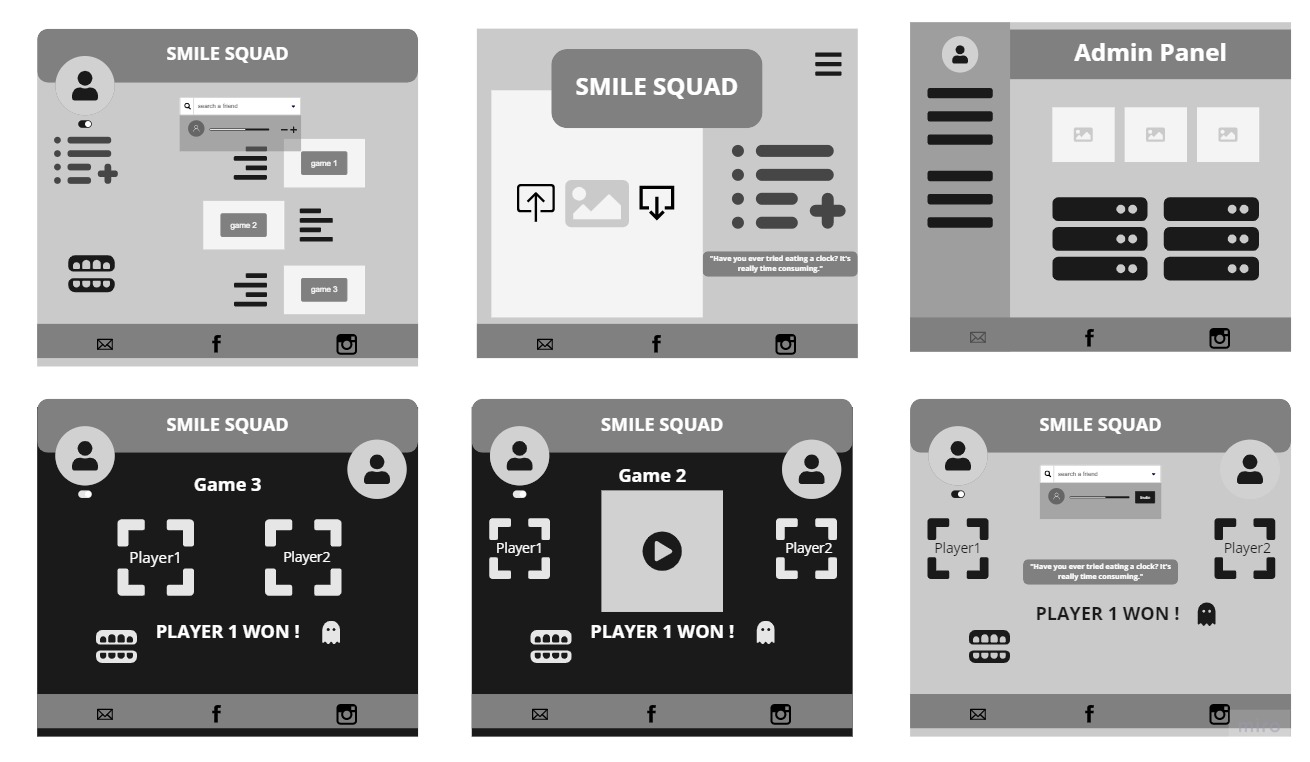 SMILE SQUAD
search a friend
game 1
game 2
game 3
SMILE SQUAD
"Have you ever tried eating a clock? It's
really time consuming."
Admin Panel
SMILE SQUAD
Game 3
Player1
Player2
PLAYER 1 WON !
SMILE SQUAD
Game 2
Player1
Player2
PLAYER 1 WON !
SMILE SQUAD
search a friend
Player1
Player2
"Have you ever tried eating a clock? It's
really time consuming."
PLAYER 1 WON !
miro